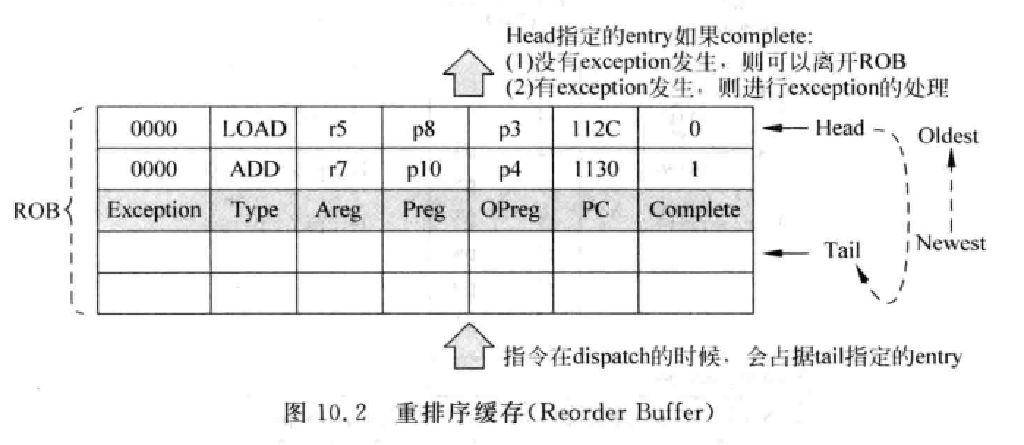 Head指定的entry如果complete:
(1)没有exception发生，则可以离开ROB
(2)有exception发生，则进行exception的处理
0000 LOAD r5 p8 p3 112C 0
Head
Oldest
0000 ADD r7 p10 p4 1130 1
ROB
Exception Type Areg Preg OPreg PC Complete
Tail
Newest
指令在dispatch的时候，会占据tail指定的entry
图 10.2 重排序缓存(Reorder Buffer)